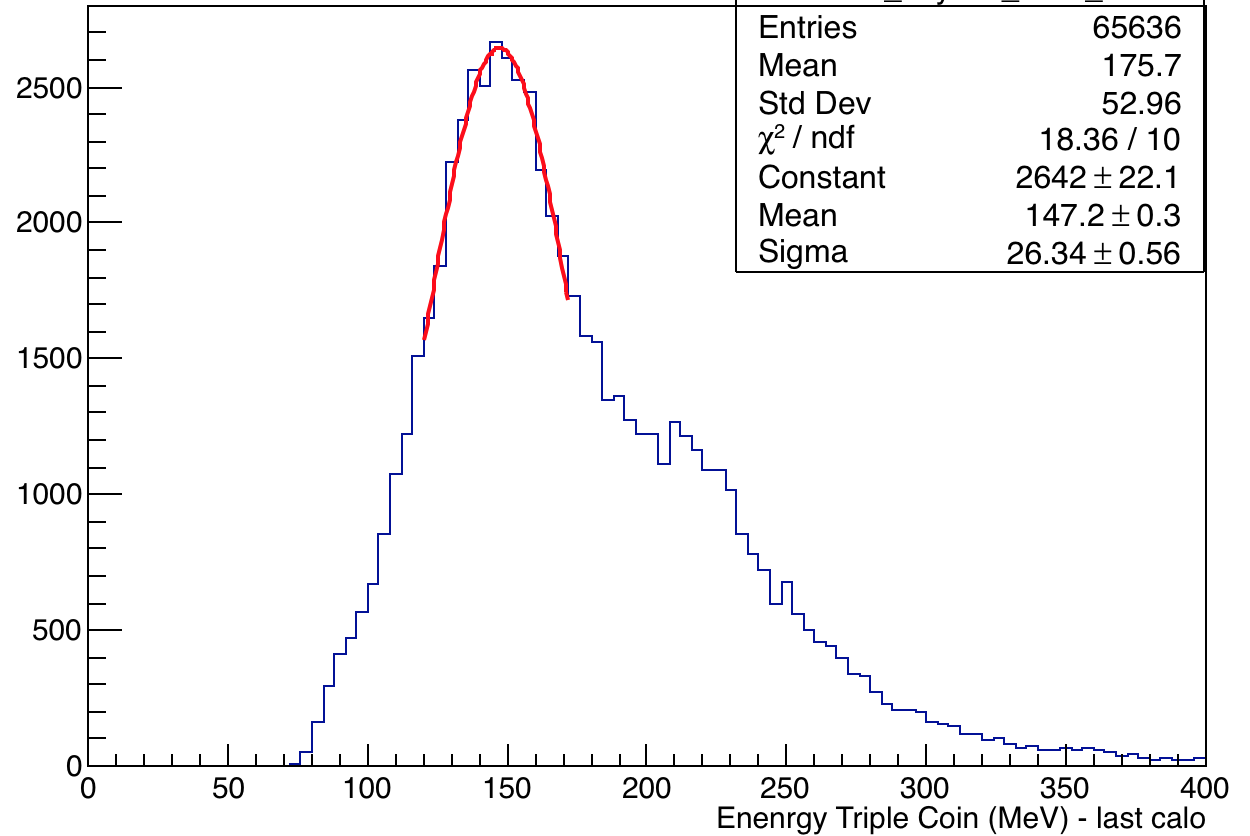 Entries 65636
Mean 175.7
Std Dev 52.96
χ² / ndf 18.36 / 10
Constant 2642 ± 22.1
Mean 147.2 ± 0.3
Sigma 26.34 ± 0.56
2500
2000
1500
1000
500
0
0 50 100 150 200 250 300 350 400
Enenrgy Triple Coin (MeV) - last calo